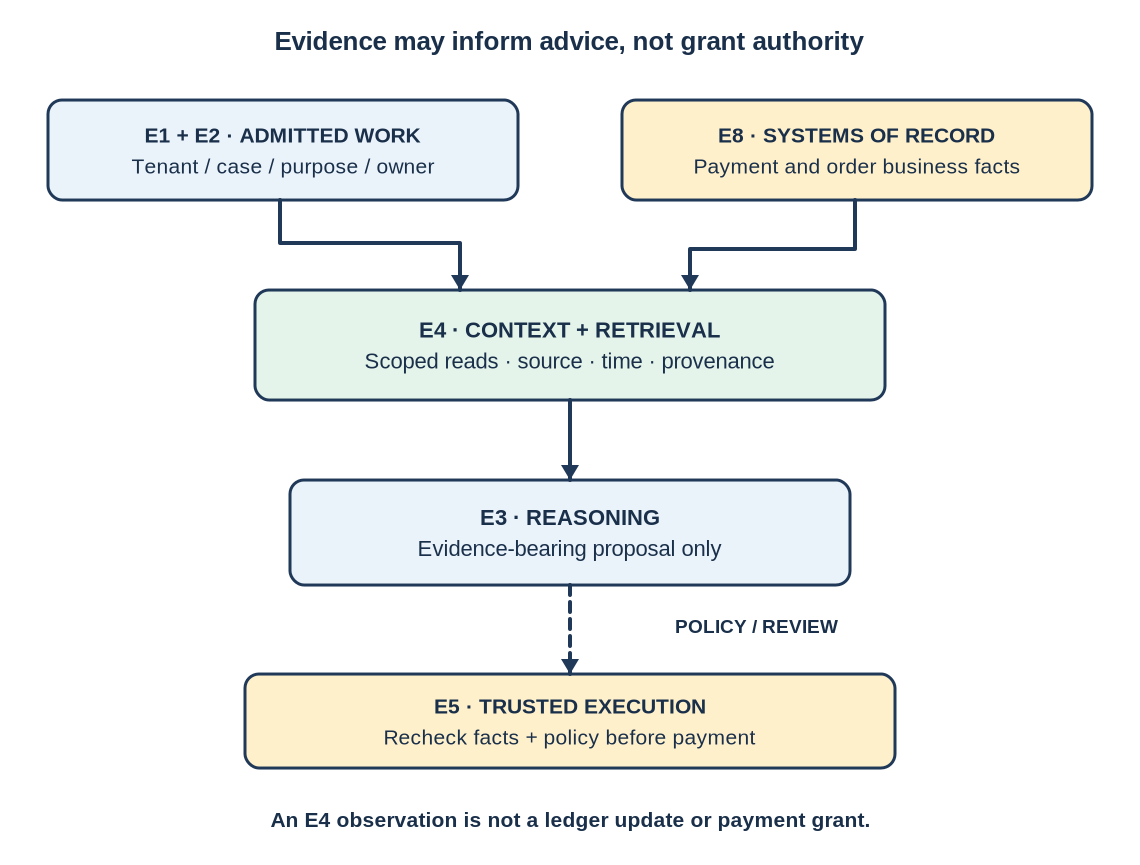 Evidence may inform advice, not grant authority
E1 + E2 · ADMITTED WORK
Tenant / case / purpose / owner
E8 · SYSTEMS OF RECORD
Payment and order business facts
E4 · CONTEXT + RETRIEVAL
Scoped reads · source · time · provenance
E3 · REASONING
Evidence-bearing proposal only
POLICY / REVIEW
E5 · TRUSTED EXECUTION
Recheck facts + policy before payment
An E4 observation is not a ledger update or payment grant.